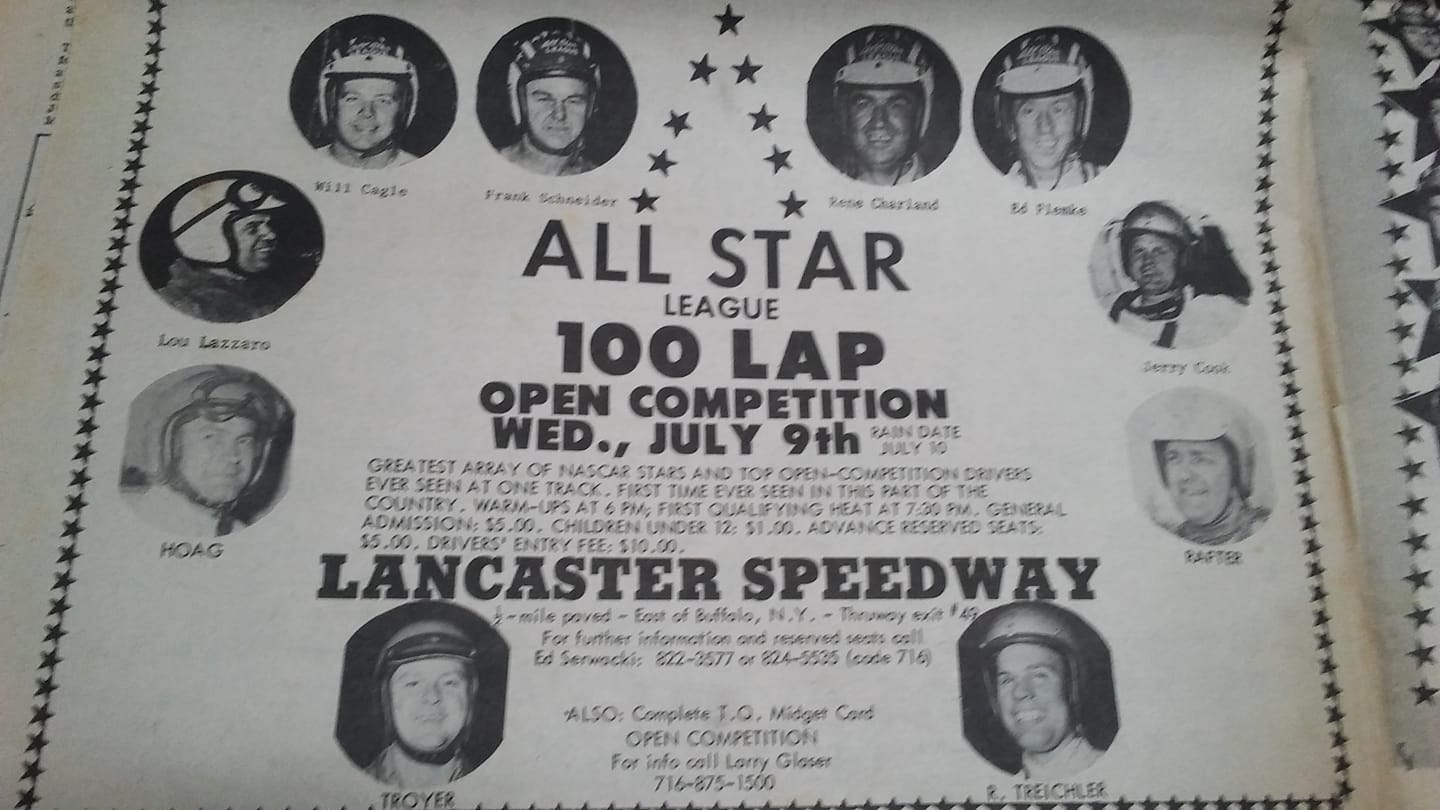 Will Cagle
Frank Schneider
Rene Charland
Ed Flemke
Lou Lazzaro
Jerry Cook
HOAG
RAFTER
ALL STAR
LEAGUE
100 LAP
OPEN COMPETITION
WED., JULY 9th RAIN DATE
JULY 10
GREATEST ARRAY OF NASCAR STARS AND TOP OPEN-COMPETITION DRIVERS
EVER SEEN AT ONE TRACK. FIRST TIME EVER SEEN IN THIS PART OF THE
COUNTRY. WARM-UPS AT 6 PM; FIRST QUALIFYING HEAT AT 7:30 PM. GENERAL
ADMISSION: $5.00. CHILDREN UNDER 12: $1.00. ADVANCE RESERVED SEATS:
$5.00. DRIVERS' ENTRY FEE: $10.00.
LANCASTER SPEEDWAY
½-mile paved - East of Buffalo, N.Y. - Thruway exit #49
For further information and reserved seats call
Ed Serwacki: 822-3577 or 824-5535 (code 716)
*ALSO: Complete T.Q. Midget Card
OPEN COMPETITION
For info call Larry Glaser
716-875-1500
TROYER
R. TREICHLER